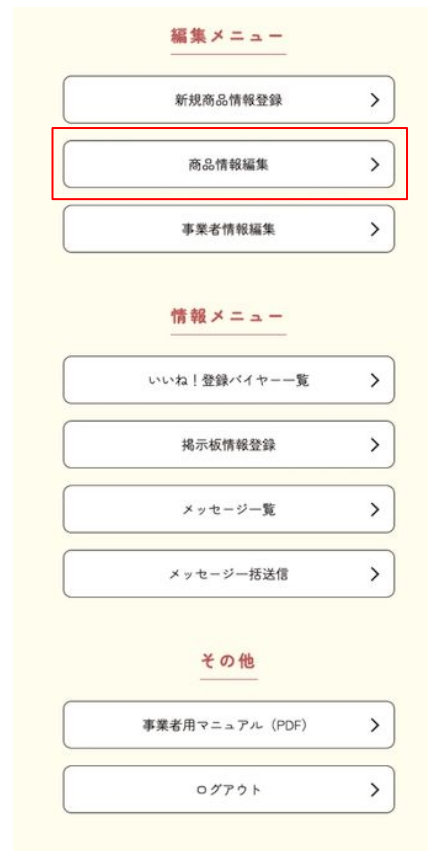 編集メニュー
新規商品情報登録
商品情報編集
事業者情報編集
情報メニュー
いいね！登録バイヤー一覧
掲示板情報登録
メッセージ一覧
メッセージ一括送信
その他
事業者用マニュアル（PDF）
ログアウト